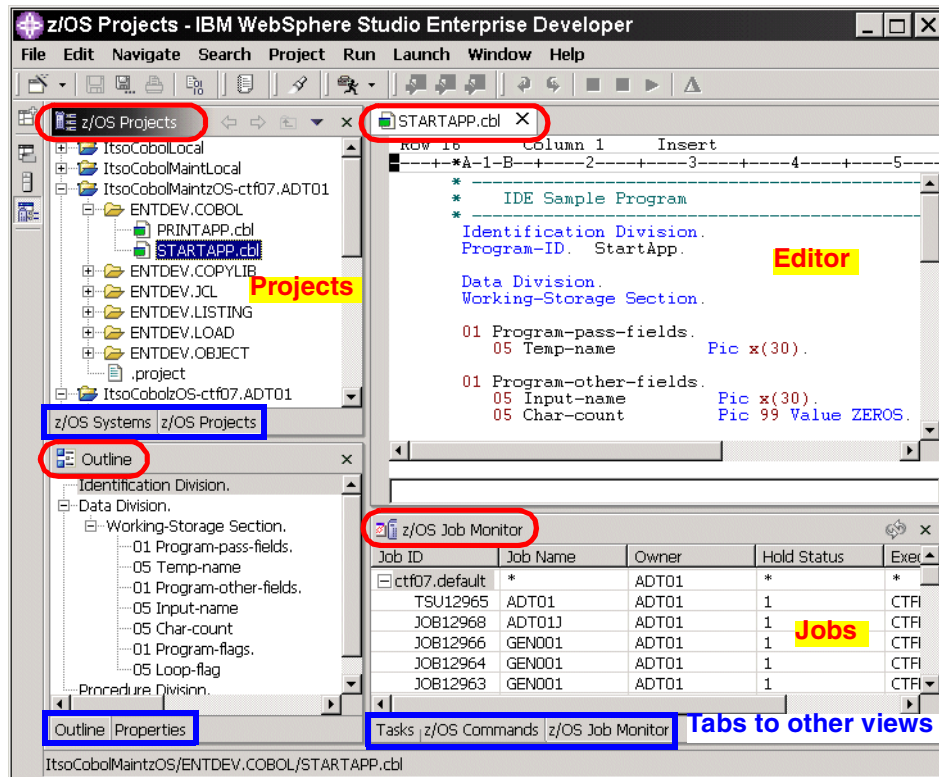 z/OS Projects - IBM WebSphere Studio Enterprise Developer
File Edit Navigate Search Project Run Launch Window Help
z/OS Projects
ItsoCobolLocal
ItsoCobolMaintLocal
ItsoCobolMaintzOS-ctf07.ADT01
ENTDEV.COBOL
PRINTAPP.cbl
STARTAPP.cbl
ENTDEV.COPYLIB
ENTDEV.JCL
ENTDEV.LISTING
ENTDEV.LOAD
ENTDEV.OBJECT
.project
ItsoCobolzOS-ctf07.ADT01
Projects
z/OS Systems z/OS Projects
STARTAPP.cbl
Row 16 Column 1 Insert
----+-*A-1-B--+----2----+----3----+----4----+----5----
* ----------------------------------------
* IDE Sample Program
* ----------------------------------------
Identification Division.
Program-ID. StartApp.
Data Division.
Working-Storage Section.
01 Program-pass-fields.
05 Temp-name Pic x(30).
01 Program-other-fields.
05 Input-name Pic x(30).
05 Char-count Pic 99 Value ZEROS.
Editor
Outline
Identification Division.
Data Division.
Working-Storage Section.
01 Program-pass-fields.
05 Temp-name
01 Program-other-fields.
05 Input-name
05 Char-count
01 Program-flags.
05 Loop-flag
Procedure Division.
Outline Properties
z/OS Job Monitor
Job ID Job Name Owner Hold Status Exec
ctf07.default * ADT01 * *
TSU12965 ADT01 ADT01 1 CTF
JOB12968 ADT01J ADT01 1 CTF
JOB12966 GEN001 ADT01 1 CTF
JOB12964 GEN001 ADT01 1 CTF
JOB12963 GEN001 ADT01 1 CTF
Jobs
Tasks z/OS Commands z/OS Job Monitor
Tabs to other views
ItsoCobolMaintzOS/ENTDEV.COBOL/STARTAPP.cbl